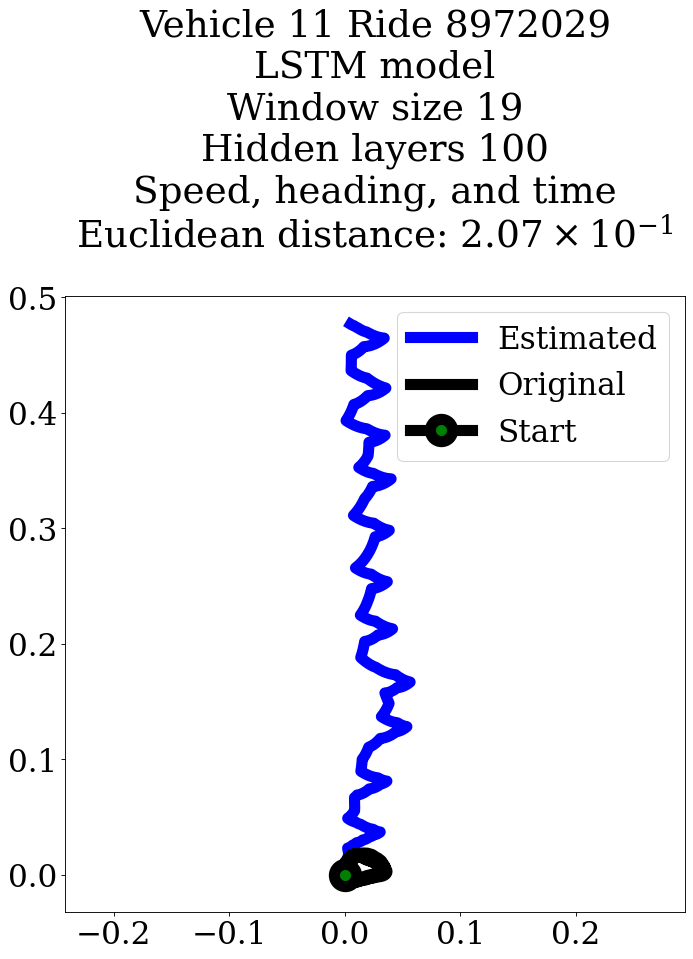 Vehicle 11 Ride 8972029
LSTM model
Window size 19
Hidden layers 100
Speed, heading, and time
Euclidean distance: 2.07 × 10⁻¹
0.5
0.4
0.3
0.2
0.1
0.0
−0.2 −0.1 0.0 0.1 0.2
Estimated
Original
Start